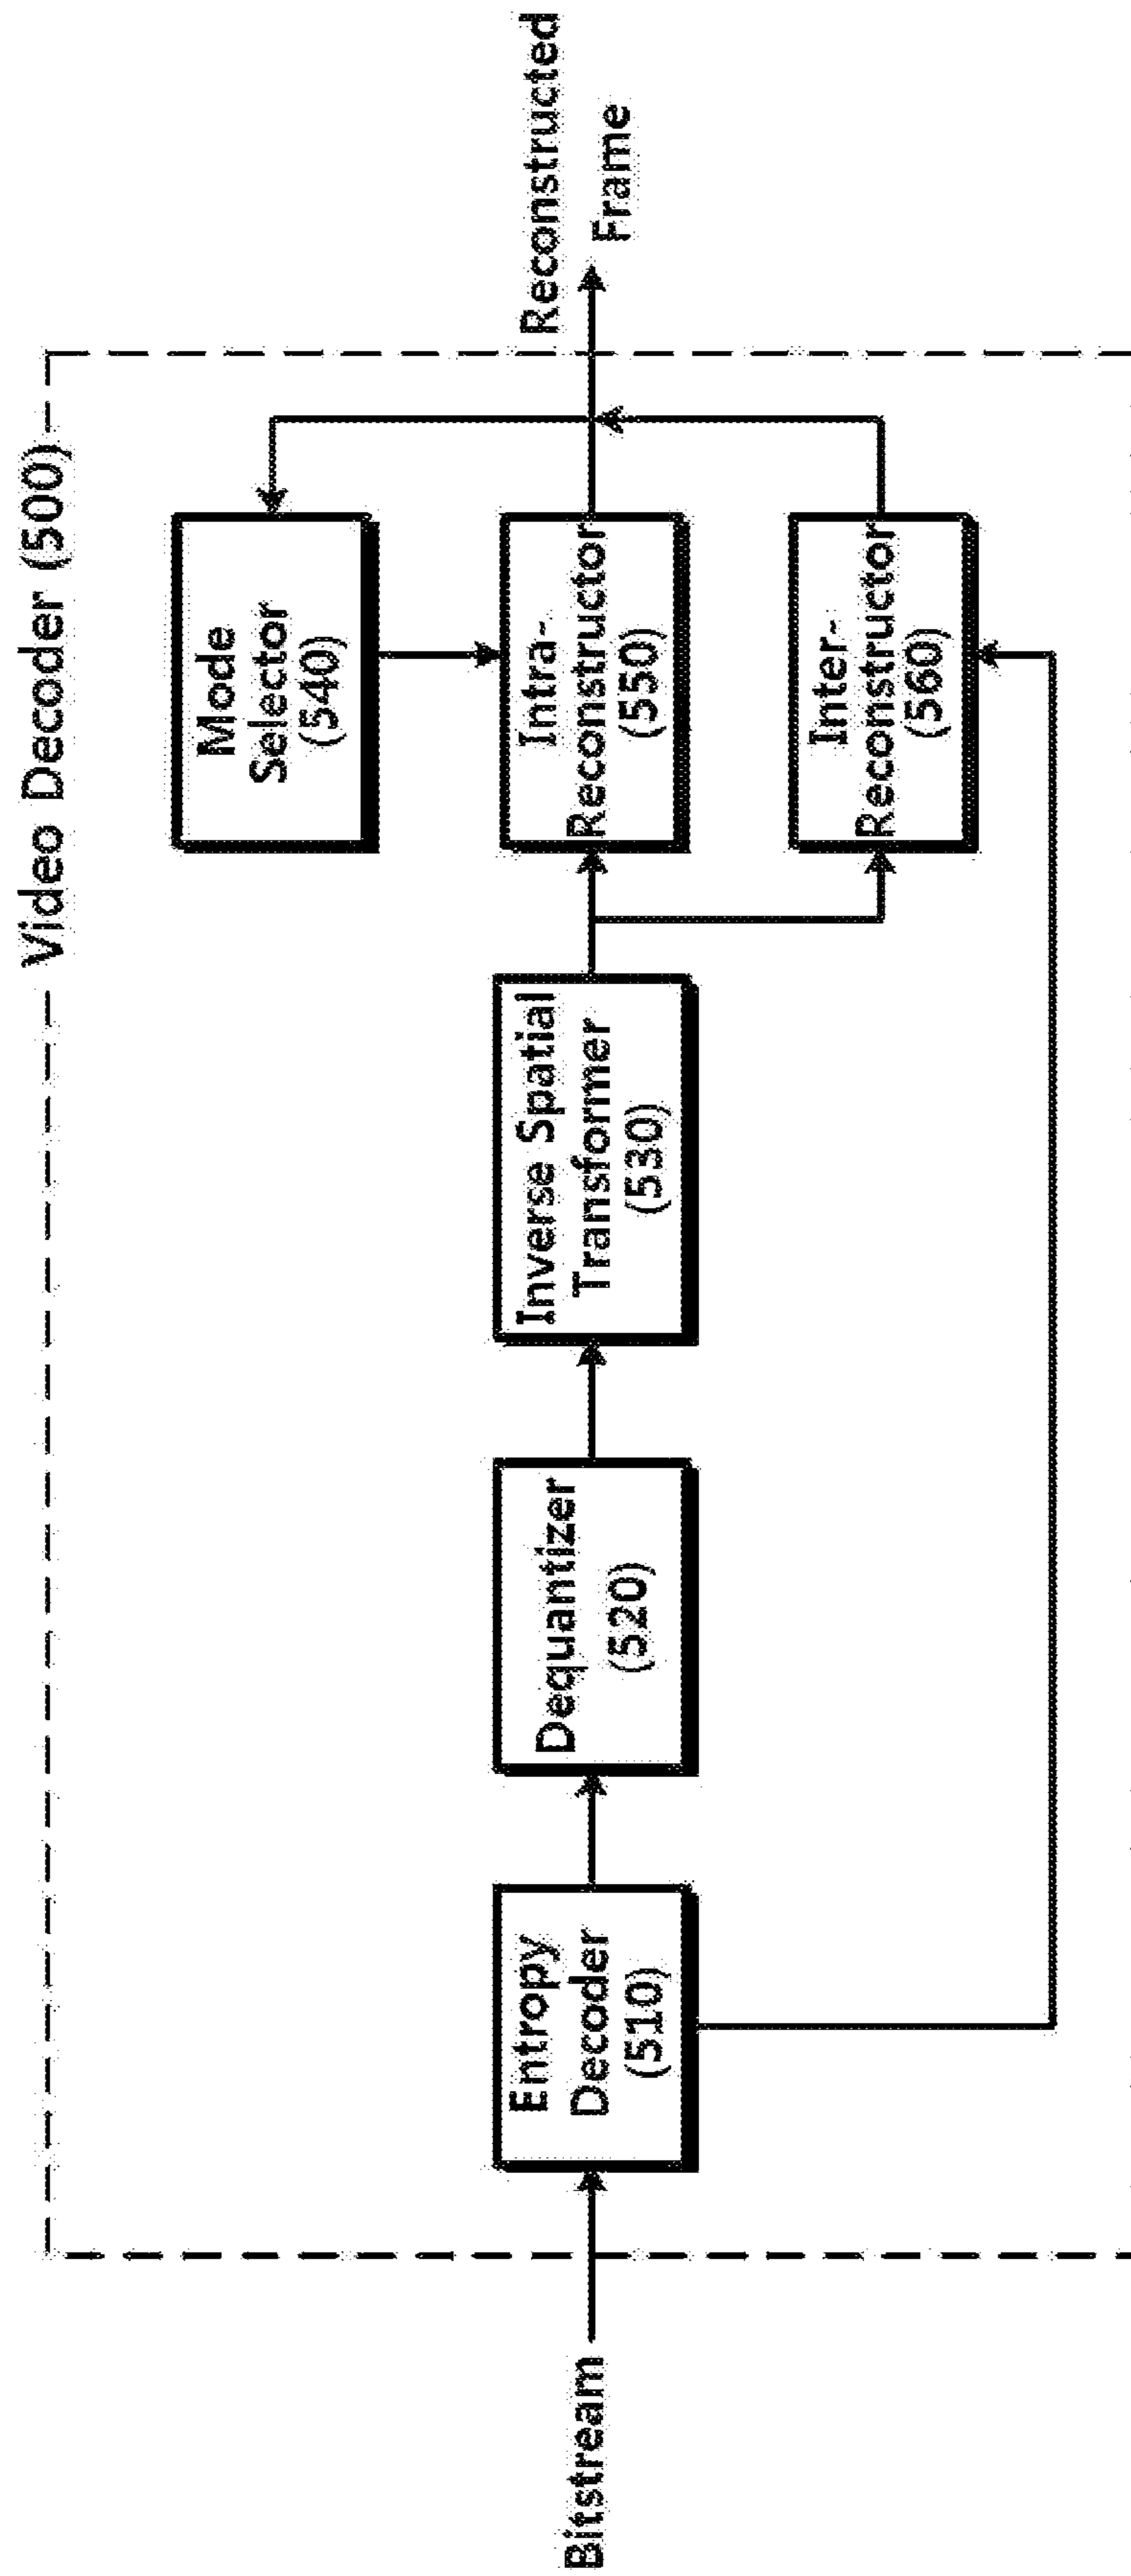 Video Decoder (500)
Mode
Selector
(540)
Bitstream
Entropy
Decoder
(510)
Dequantizer
(520)
Inverse Spatial
Transformer
(530)
Intra-
Reconstructor
(550)
Reconstructed
Frame
Inter-
Reconstructor
(560)